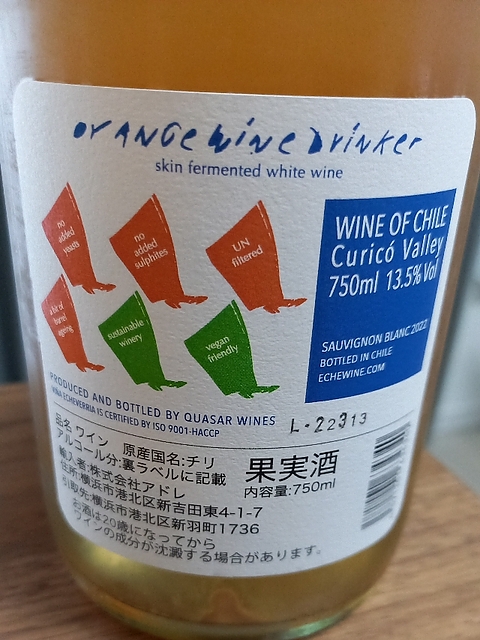 orANGe wiNe DriNker
skin fermented white wine
no
added
yeasts
no
added
sulphites
UN
filtered
a bit of
barrel
ageing
sustainable
winery
vegan
friendly
WINE OF CHILE
Curicó Valley
750ml 13.5% Vol
SAUVIGNON BLANC 2022
BOTTLED IN CHILE
ECHEWINE.COM
PRODUCED AND BOTTLED BY QUASAR WINES
VIÑA ECHEVERRIA IS CERTIFIED BY ISO 9001-HACCP
L-22313
品名 ワイン 原産国名:チリ
アルコール分:裏ラベルに記載
輸入者:株式会社アドレ
住所:横浜市港北区新吉田東4-1-7
引取先:横浜市港北区新羽町1736
お酒は20歳になってから
ワインの成分が沈澱する場合があります。
果実酒
内容量:750ml